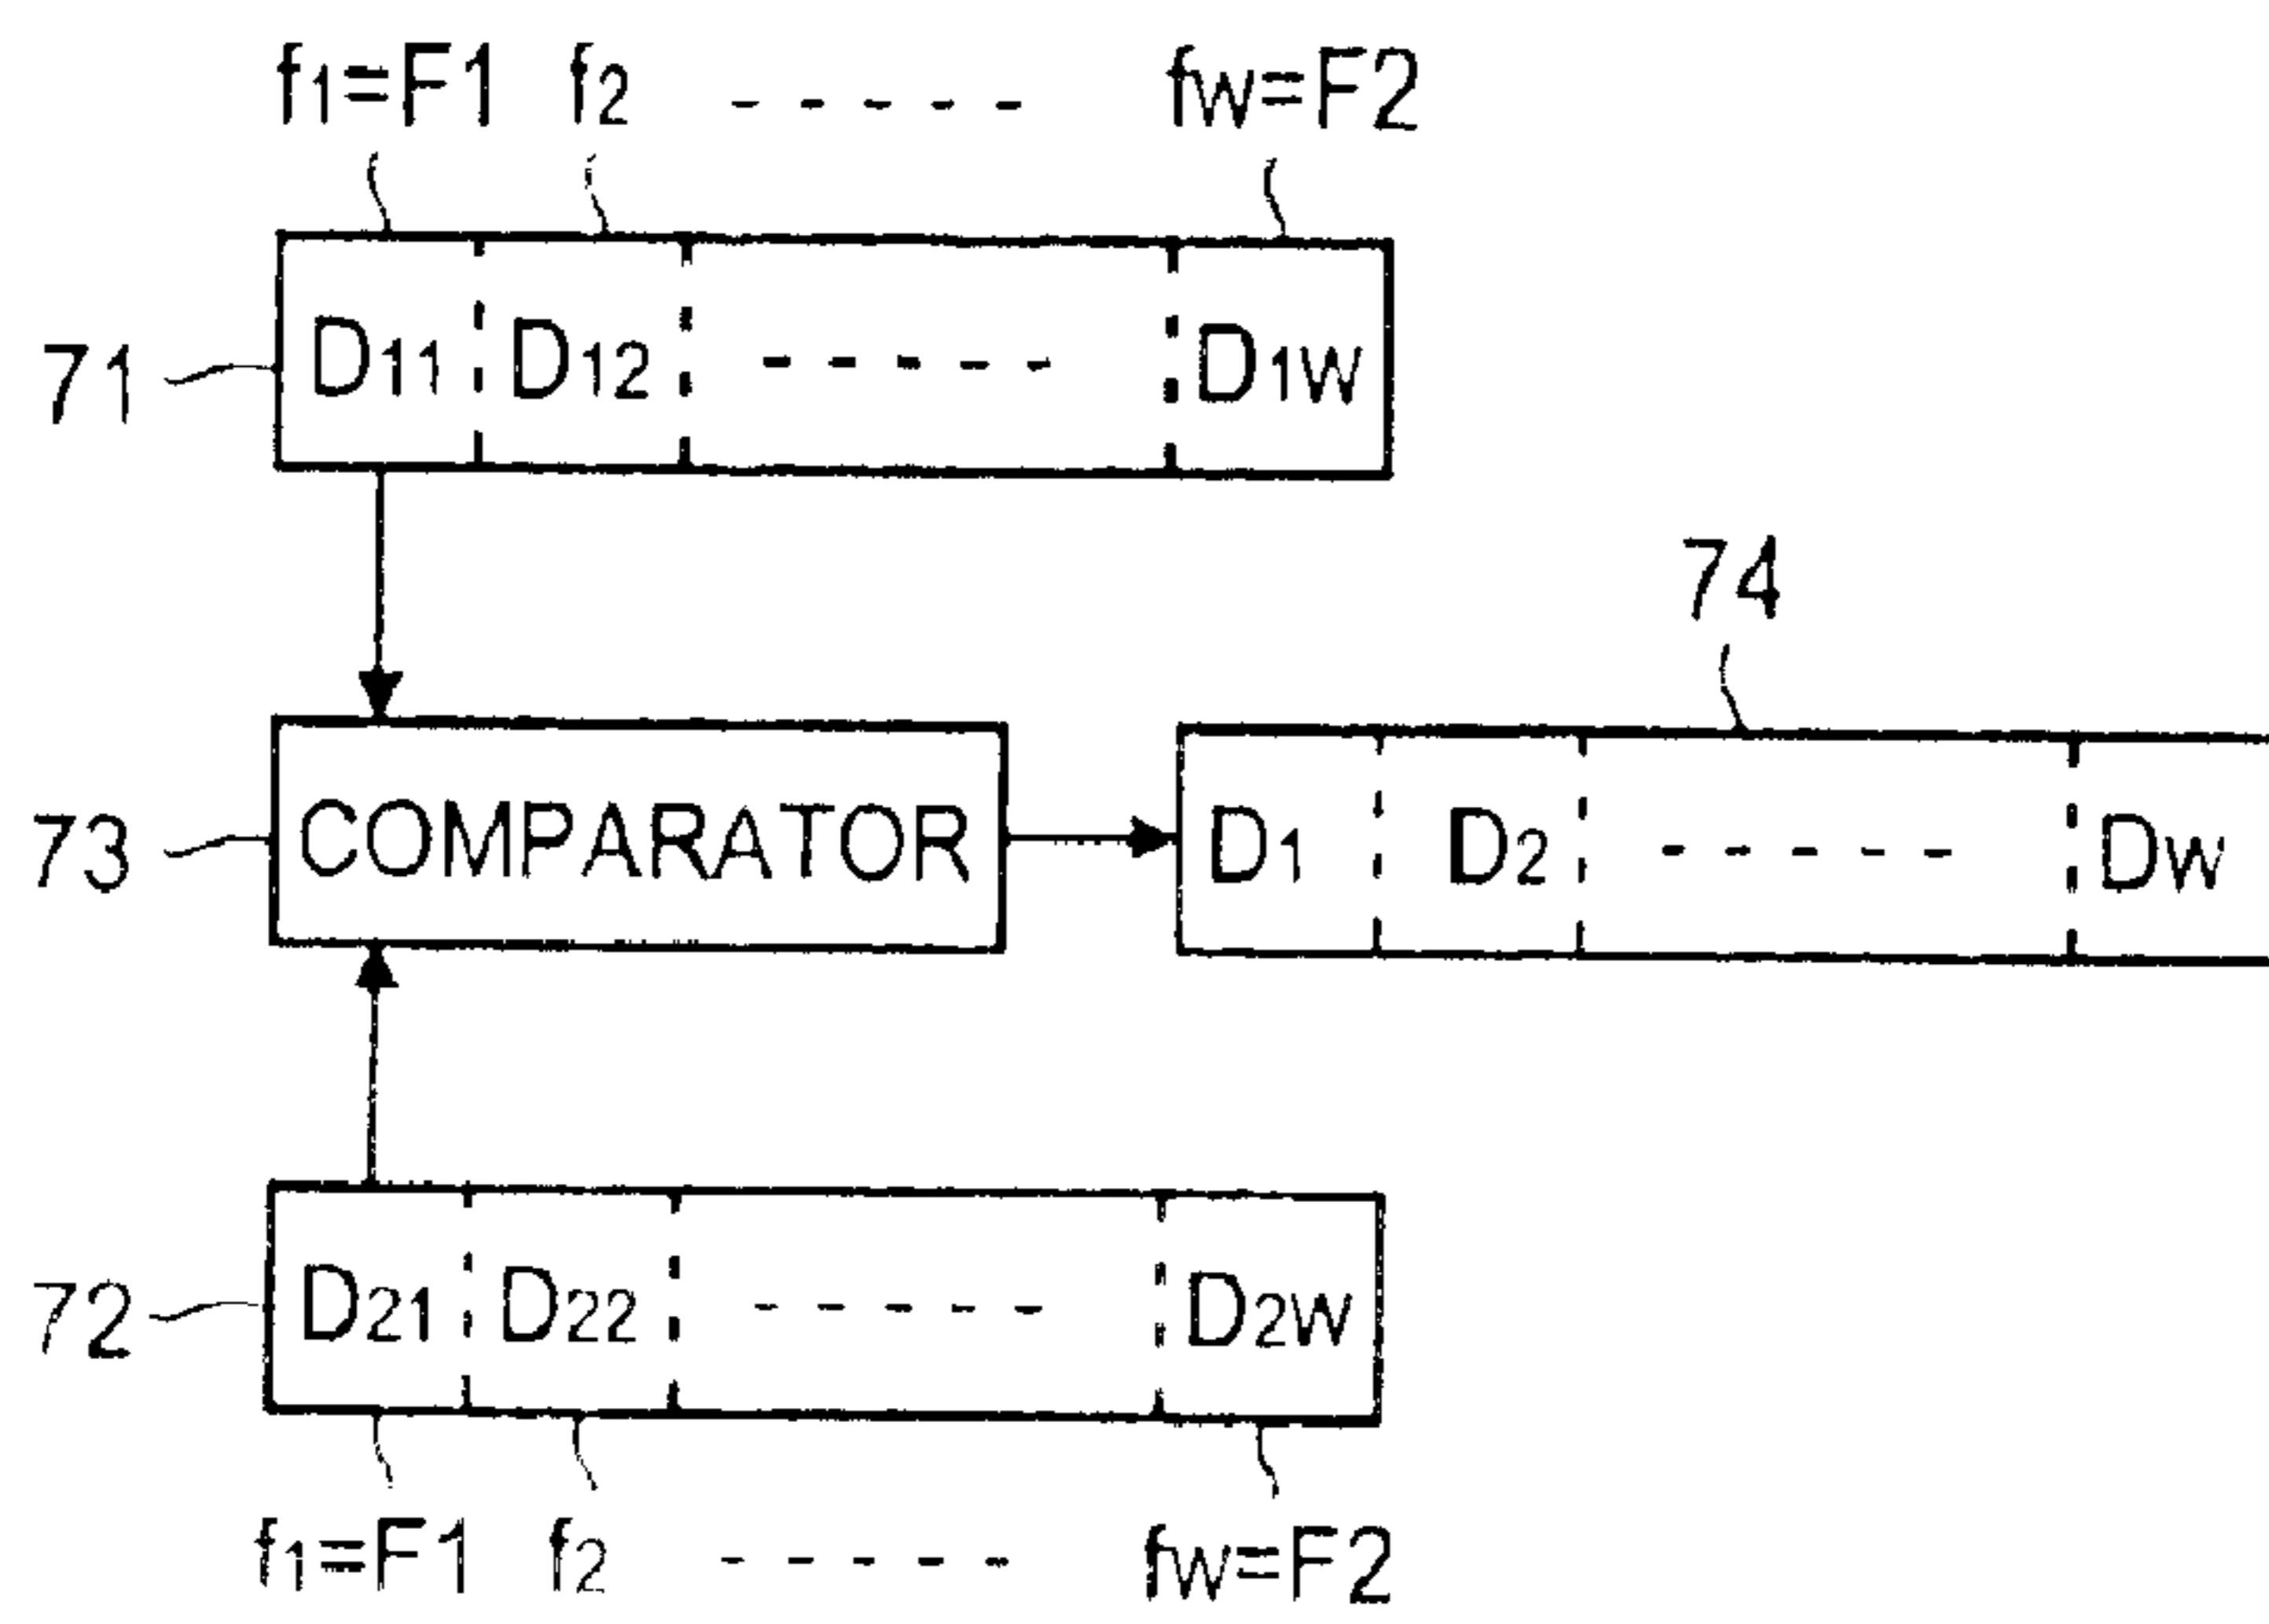 f1=F1 f2 - - - - - fW=F2
71 D11 D12 - - - - - D1W
74
73 COMPARATOR D1 D2 - - - - - DW
72 D21 D22 - - - - - D2W
f1=F1 f2 - - - - - fW=F2